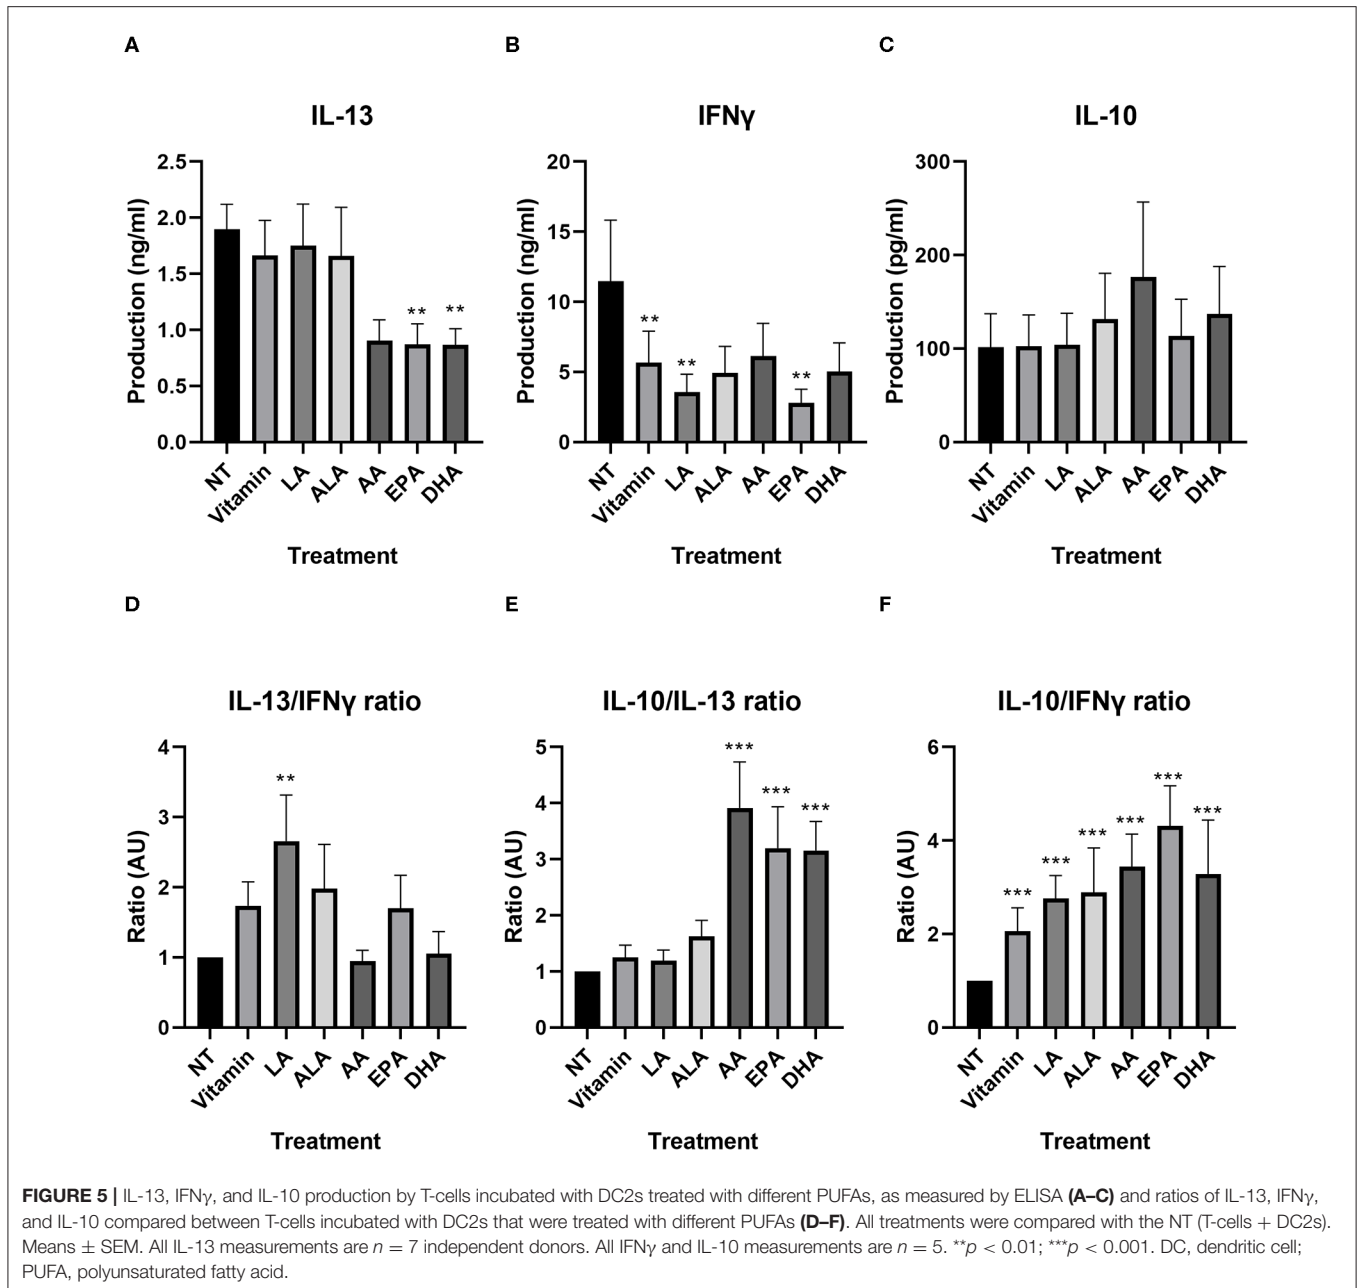 A
B
C
IL-13
IFNγ
IL-10
Production (ng/ml)
2.5
2.0
1.5
1.0
0.5
0.0
** **
NT Vitamin LA ALA AA EPA DHA
Treatment
Production (ng/ml)
20
15
10
5
0
** ** **
NT Vitamin LA ALA AA EPA DHA
Treatment
Production (pg/ml)
300
200
100
0
NT Vitamin LA ALA AA EPA DHA
Treatment
D
E
F
IL-13/IFNγ ratio
IL-10/IL-13 ratio
IL-10/IFNγ ratio
Ratio (AU)
4
3
2
1
0
**
NT Vitamin LA ALA AA EPA DHA
Treatment
Ratio (AU)
5
4
3
2
1
0
*** *** ***
NT Vitamin LA ALA AA EPA DHA
Treatment
Ratio (AU)
6
4
2
0
*** *** *** *** *** ***
NT Vitamin LA ALA AA EPA DHA
Treatment
FIGURE 5 | IL-13, IFNγ, and IL-10 production by T-cells incubated with DC2s treated with different PUFAs, as measured by ELISA (A–C) and ratios of IL-13, IFNγ,
and IL-10 compared between T-cells incubated with DC2s that were treated with different PUFAs (D–F). All treatments were compared with the NT (T-cells + DC2s).
Means ± SEM. All IL-13 measurements are n = 7 independent donors. All IFNγ and IL-10 measurements are n = 5. **p < 0.01; ***p < 0.001. DC, dendritic cell;
PUFA, polyunsaturated fatty acid.